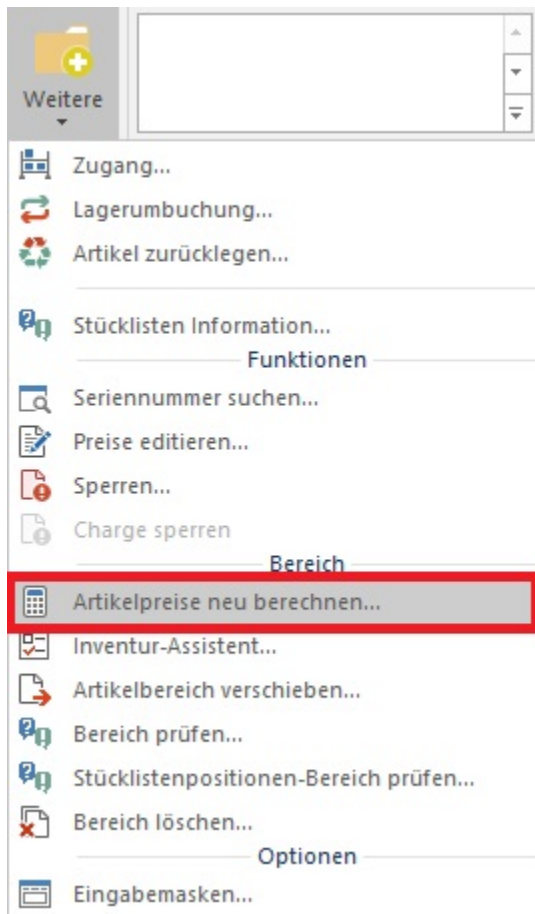 Weitere
Zugang...
Lagerumbuchung...
Artikel zurücklegen...
Stücklisten Information...
Funktionen
Seriennummer suchen...
Preise editieren...
Sperren...
Charge sperren
Bereich
Artikelpreise neu berechnen...
Inventur-Assistent...
Artikelbereich verschieben...
Bereich prüfen...
Stücklistenpositionen-Bereich prüfen...
Bereich löschen...
Optionen
Eingabemasken...